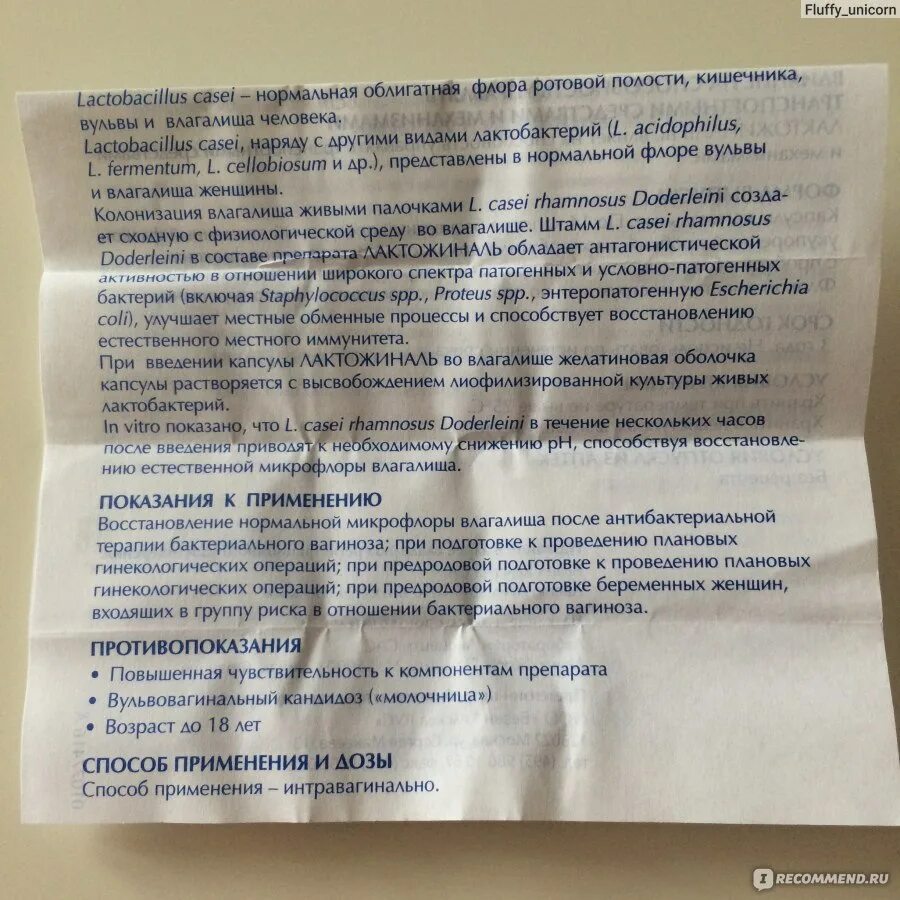 Fluffy_unicorn
Lactobacillus casei – нормальная облигатная флора ротовой полости, кишечника,
вульвы и влагалища человека.
Lactobacillus casei, наряду с другими видами лактобактерий (L. acidophilus,
L. fermentum, L. cellobiosum и др.), представлены в нормальной флоре вульвы
и влагалища женщины.
Колонизация влагалища живыми палочками L. casei rhamnosus Doderleini созда-
ет сходную с физиологической среду во влагалище. Штамм L. casei rhamnosus
Doderleini в составе препарата ЛАКТОЖИНАЛЬ обладает антагонистической
активностью в отношении широкого спектра патогенных и условно-патогенных
бактерий (включая Staphylococcus spp., Proteus spp., энтеропатогенную Escherichia
coli), улучшает местные обменные процессы и способствует восстановлению
естественного местного иммунитета.
При введении капсулы ЛАКТОЖИНАЛЬ во влагалище желатиновая оболочка
капсулы растворяется с высвобождением лиофилизированной культуры живых
лактобактерий.
In vitro показано, что L. casei rhamnosus Doderleini в течение нескольких часов
после введения приводят к необходимому снижению pH, способствуя восстановле-
нию естественной микрофлоры влагалища.
ПОКАЗАНИЯ К ПРИМЕНЕНИЮ
Восстановление нормальной микрофлоры влагалища после антибактериальной
терапии бактериального вагиноза; при подготовке к проведению плановых
гинекологических операций; при предродовой подготовке к проведению плановых
гинекологических операций; при предродовой подготовке беременных женщин,
входящих в группу риска в отношении бактериального вагиноза.
ПРОТИВОПОКАЗАНИЯ
• Повышенная чувствительность к компонентам препарата
• Вульвовагинальный кандидоз («молочница»)
• Возраст до 18 лет
СПОСОБ ПРИМЕНЕНИЯ И ДОЗЫ
Способ применения – интравагинально.
IRECOMMEND.RU